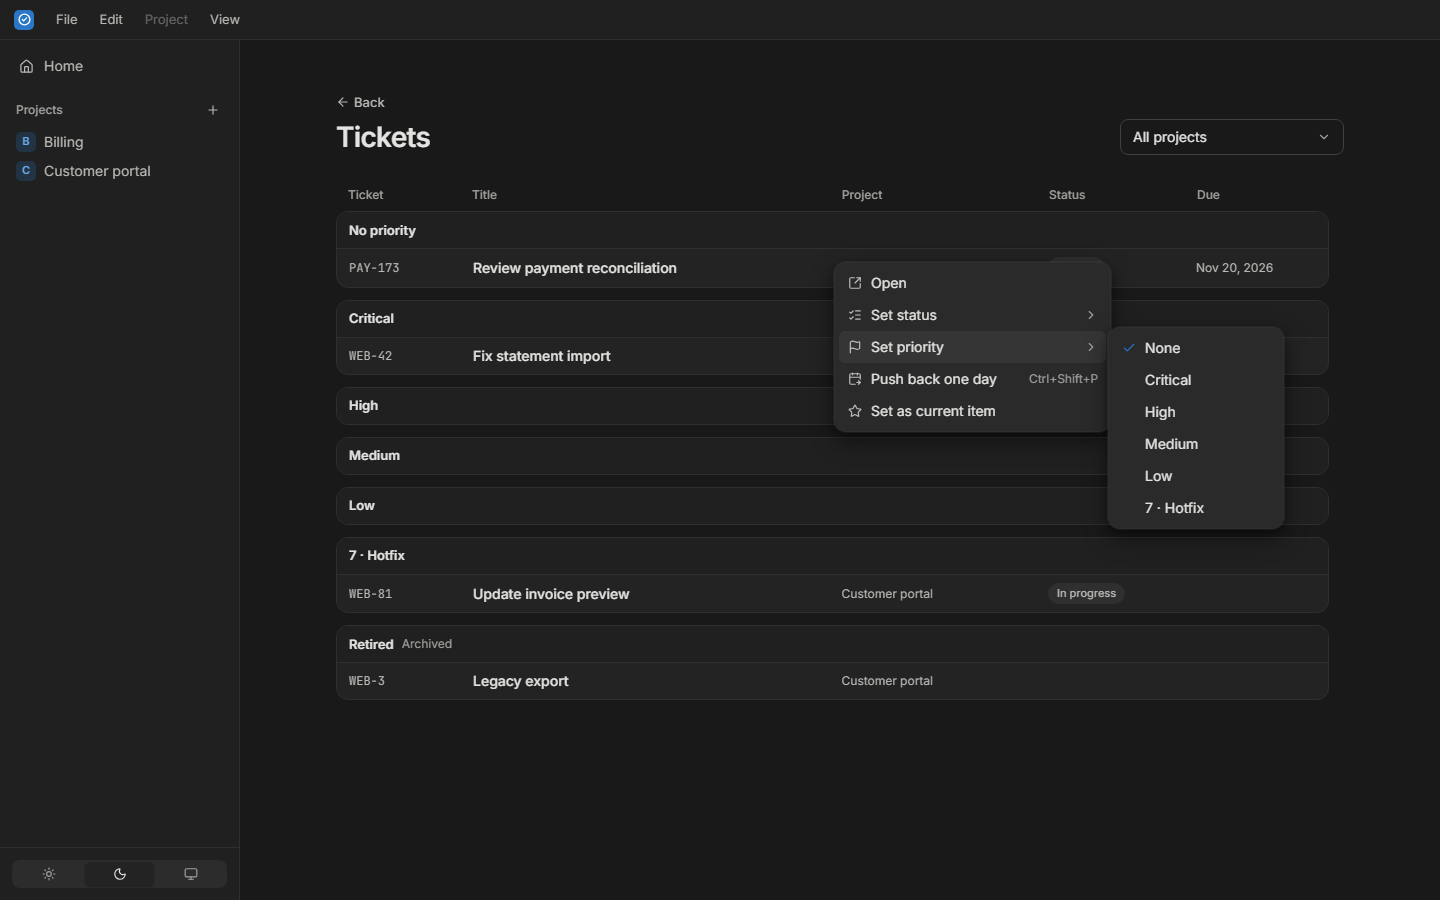 File Edit Project View
Home
Projects
B Billing
C Customer portal
Back
Tickets
All projects
Ticket Title Project Status Due
No priority
PAY-173 Review payment reconciliation Nov 20, 2026
Critical
WEB-42 Fix statement import
High
Medium
Low
7 · Hotfix
WEB-81 Update invoice preview Customer portal In progress
Retired Archived
WEB-3 Legacy export Customer portal
Open
Set status
Set priority
Push back one day Ctrl+Shift+P
Set as current item
None
Critical
High
Medium
Low
7 · Hotfix